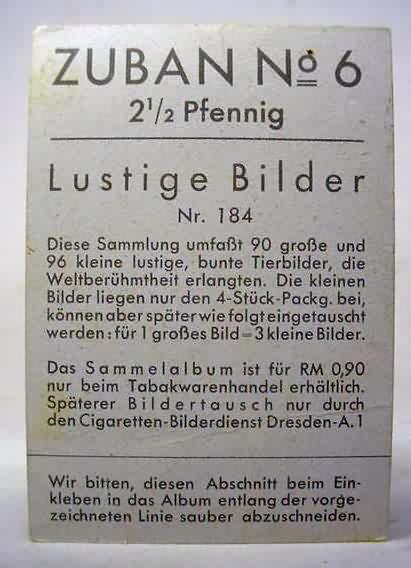 ZUBAN Nº 6
2 1/2 Pfennig
Lustige Bilder
Nr. 184
Diese Sammlung umfaßt 90 große und
96 kleine lustige, bunte Tierbilder, die
Weltberühmtheit erlangten. Die kleinen
Bilder liegen nur den 4-Stück-Packg. bei,
können aber später wie folgt eingetauscht
werden: für 1 großes Bild = 3 kleine Bilder.
Das Sammelalbum ist für RM 0,90
nur beim Tabakwarenhandel erhältlich.
Späterer Bildertausch nur durch
den Cigaretten-Bilderdienst Dresden-A. 1
Wir bitten, diesen Abschnitt beim Ein-
kleben in das Album entlang der vorge-
zeichneten Linie sauber abzuschneiden.